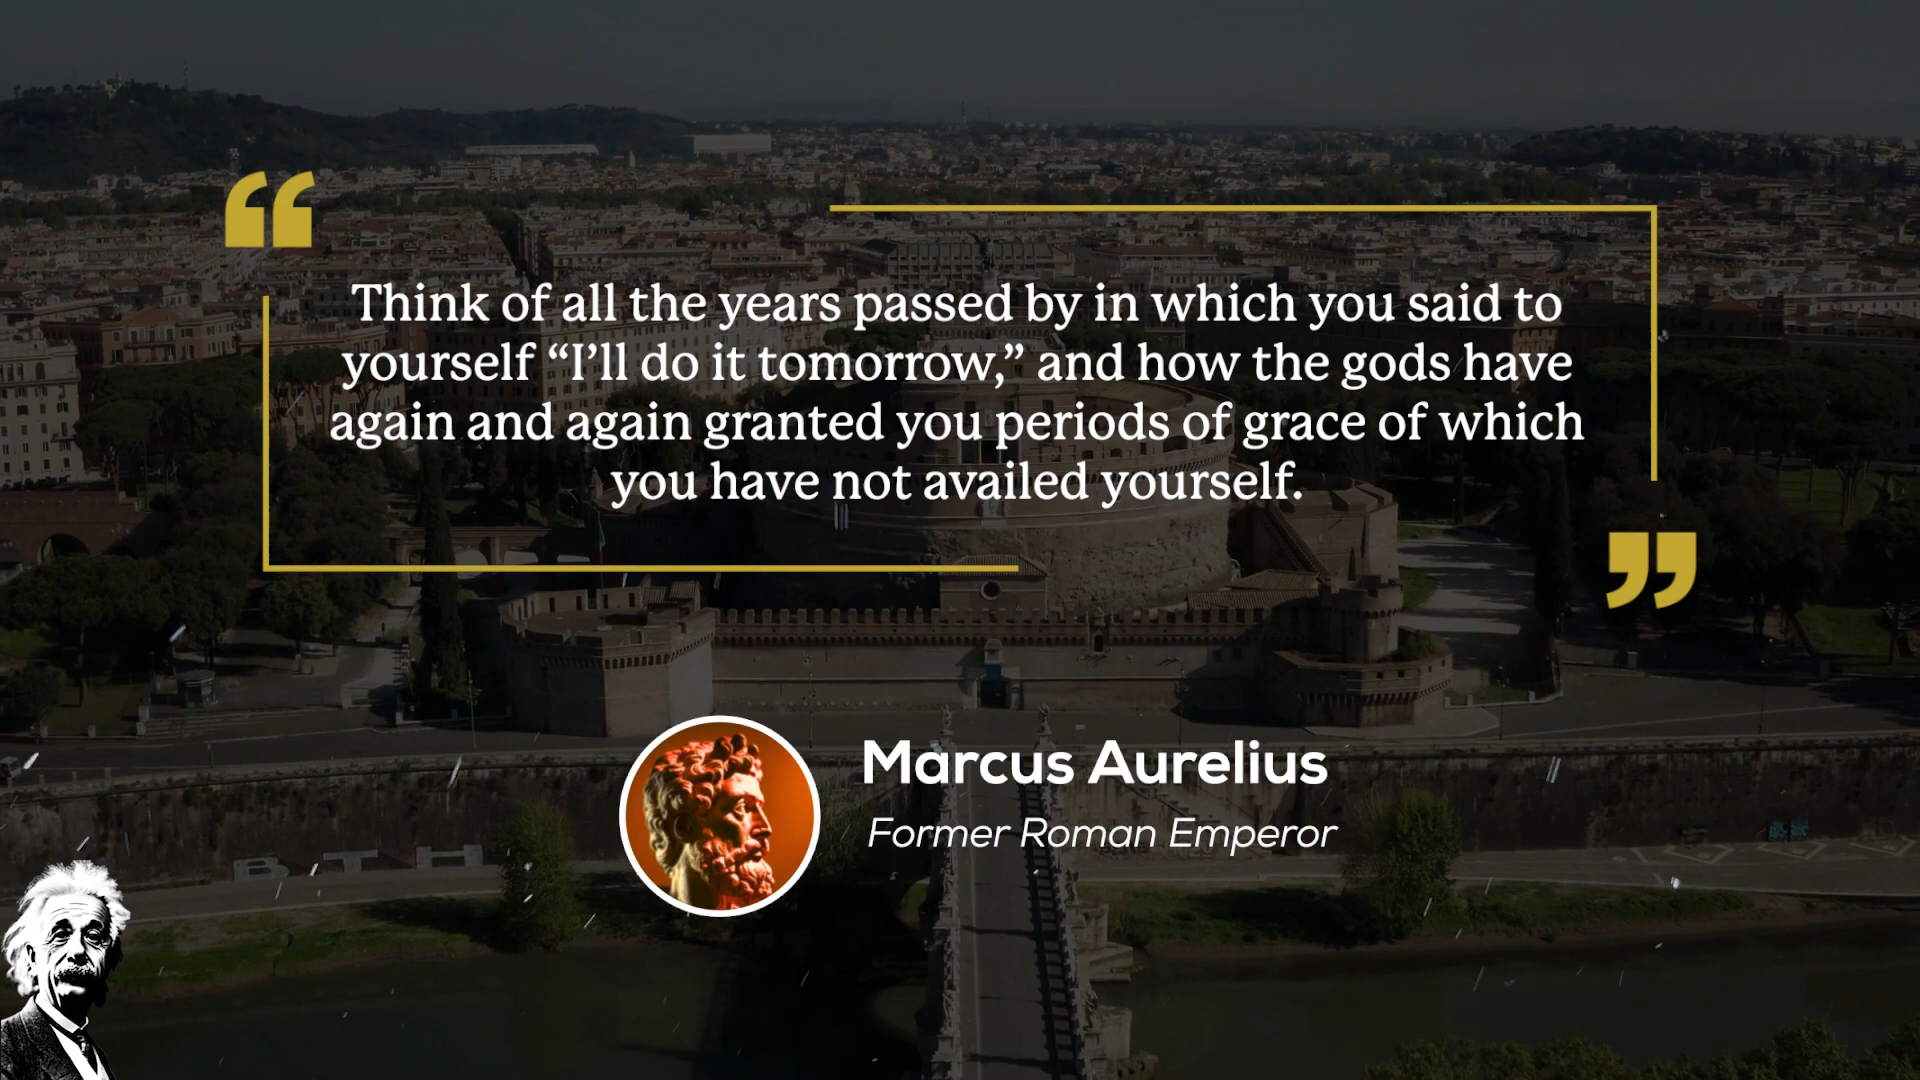 “
Think of all the years passed by in which you said to
yourself “I’ll do it tomorrow,” and how the gods have
again and again granted you periods of grace of which
you have not availed yourself.
”
Marcus Aurelius
Former Roman Emperor